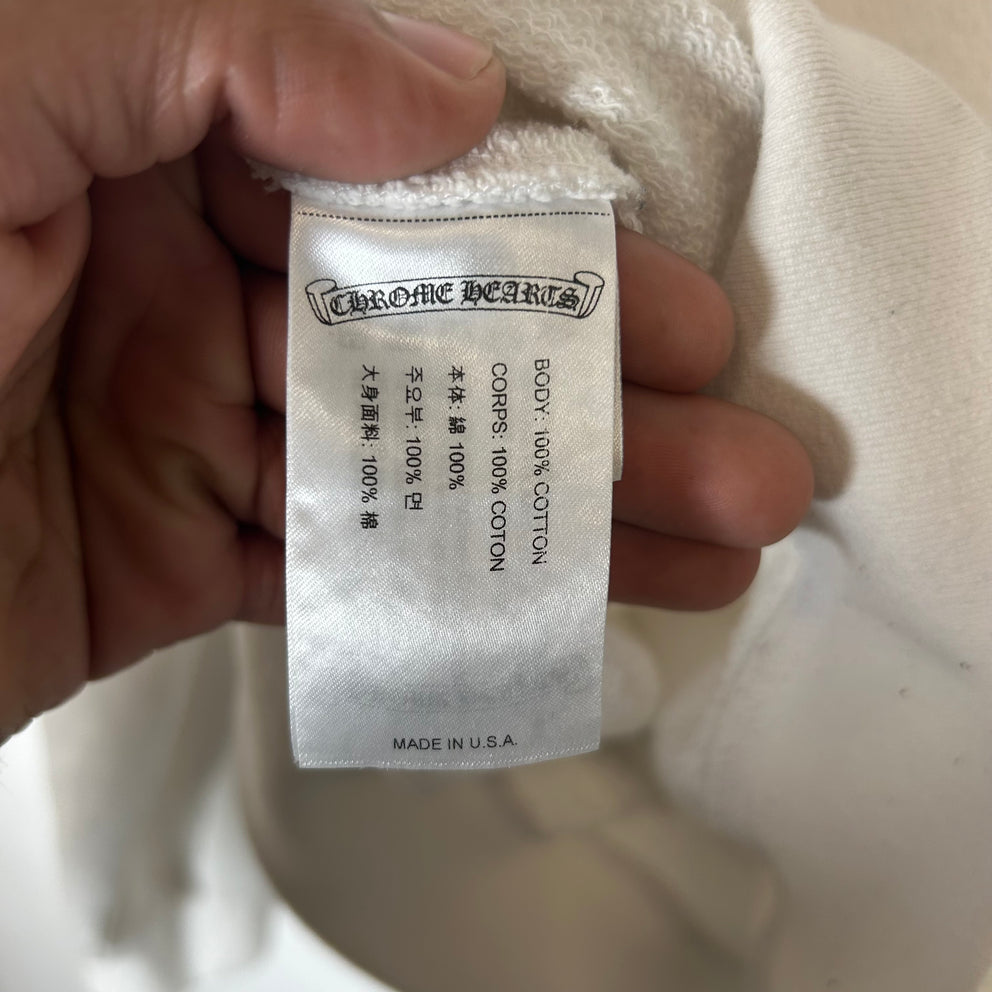 CHROME HEARTS
BODY: 100% COTTON
CORPS: 100% COTON
本体: 綿 100%
주요부: 100% 면
大身面料: 100% 棉
MADE IN U.S.A.